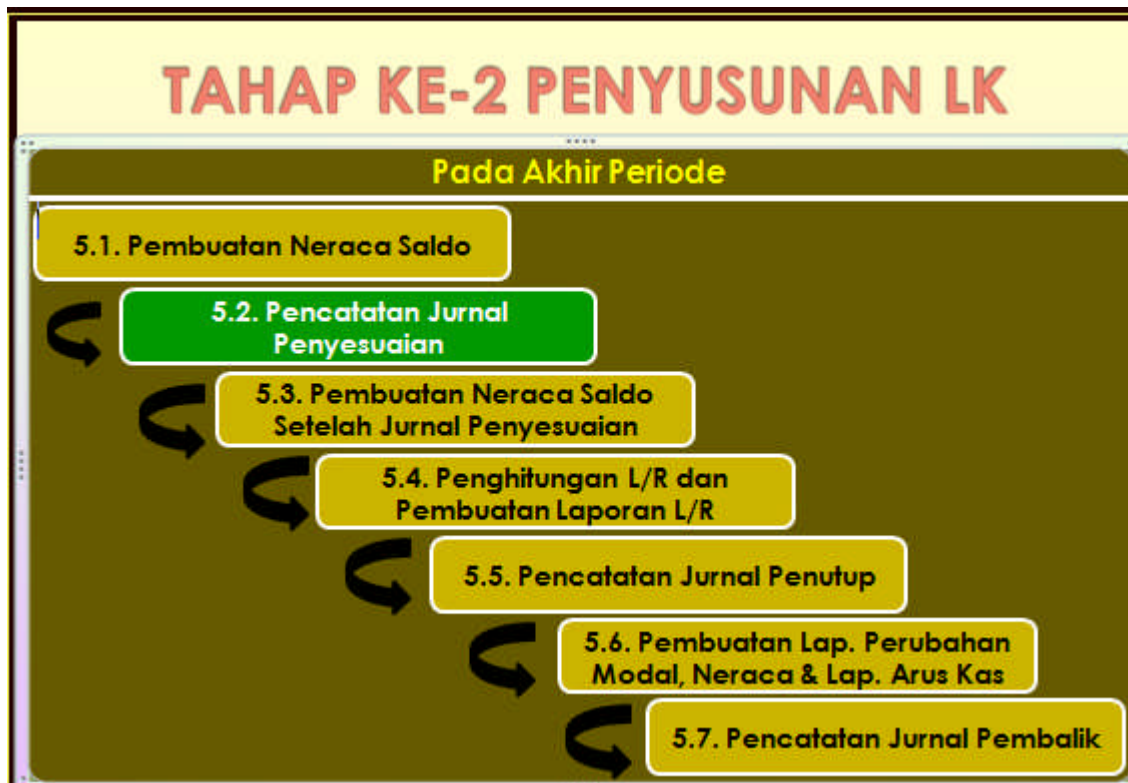 TAHAP KE-2 PENYUSUNAN LK
Pada Akhir Periode
5.1. Pembuatan Neraca Saldo
5.2. Pencatatan Jurnal
Penyesuaian
5.3. Pembuatan Neraca Saldo
Setelah Jurnal Penyesuaian
5.4. Penghitungan L/R dan
Pembuatan Laporan L/R
5.5. Pencatatan Jurnal Penutup
5.6. Pembuatan Lap. Perubahan
Modal, Neraca & Lap. Arus Kas
5.7. Pencatatan Jurnal Pembalik